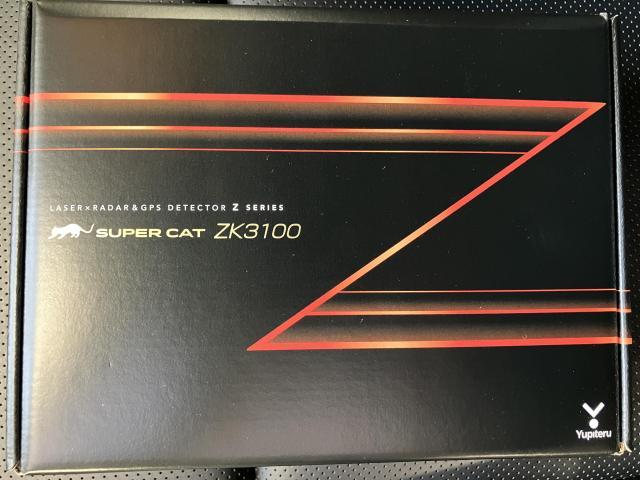 LASER×RADAR&GPS DETECTOR Z SERIES
SUPER CAT ZK3100
Yupiteru